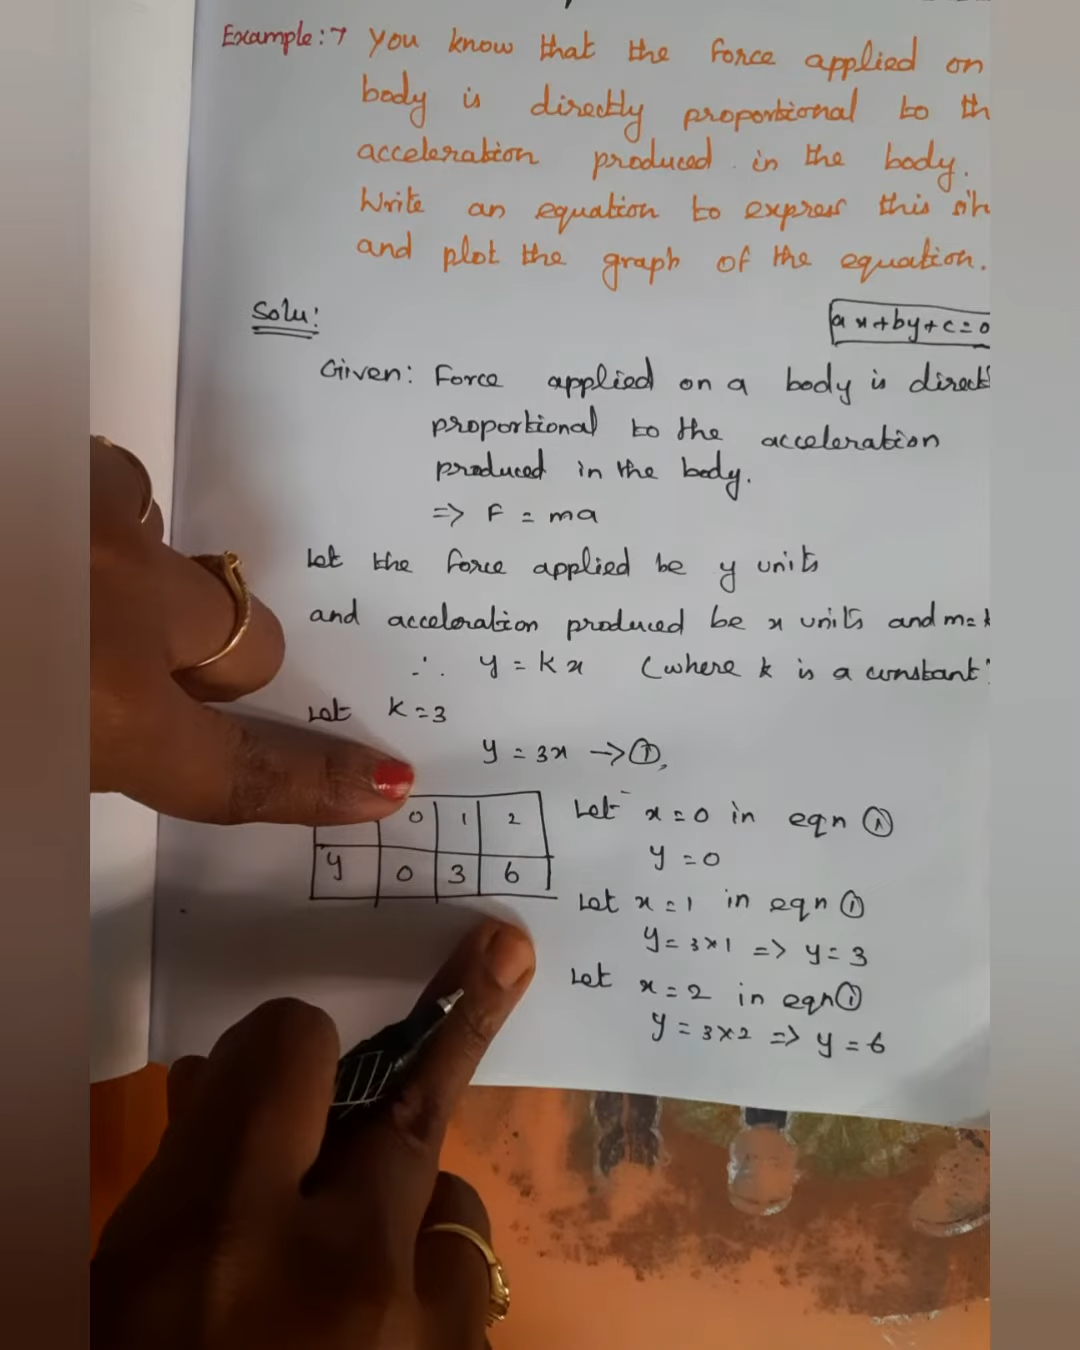 Example:7 You know that the force applied on
body is directly proportional to th
acceleration produced in the body.
Write an equation to express this
and plot the graph of the equation.
Solu:
ax+by+c=0
Given: Force applied on a body is direct
proportional to the acceleration
produced in the body.
=> F = ma
Let the force applied be y units
and acceleration produced be x units and m=k
∴ y = kx (where k is a constant
Let k=3
y = 3x → ①,
0 1 2
y 0 3 6
Let x=0 in eqn ①
y = 0
Let x=1 in eqn ①
y = 3×1 => y = 3
Let x=2 in eqn ①
y = 3×2 => y = 6